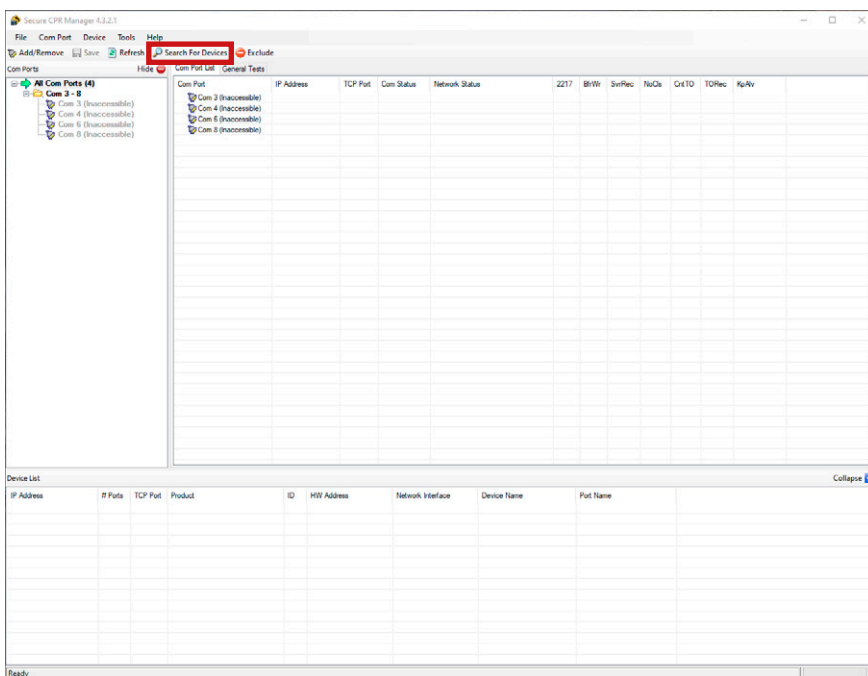 Secure CPR Manager 4.3.2.1
File Com Port Device Tools Help
Add/Remove Save Refresh Search For Devices Exclude
Com Ports Hide
All Com Ports (4)
Com 3 - 8
Com 3 (Inaccessible)
Com 4 (Inaccessible)
Com 6 (Inaccessible)
Com 8 (Inaccessible)
Com Port List General Tests
Com Port IP Address TCP Port Com Status Network Status 2217 BfrWr SvrRec NoCls CntTO TORec KpAlv
Com 3 (Inaccessible)
Com 4 (Inaccessible)
Com 6 (Inaccessible)
Com 8 (Inaccessible)
Device List Collapse
IP Address # Ports TCP Port Product ID HW Address Network Interface Device Name Port Name
Ready